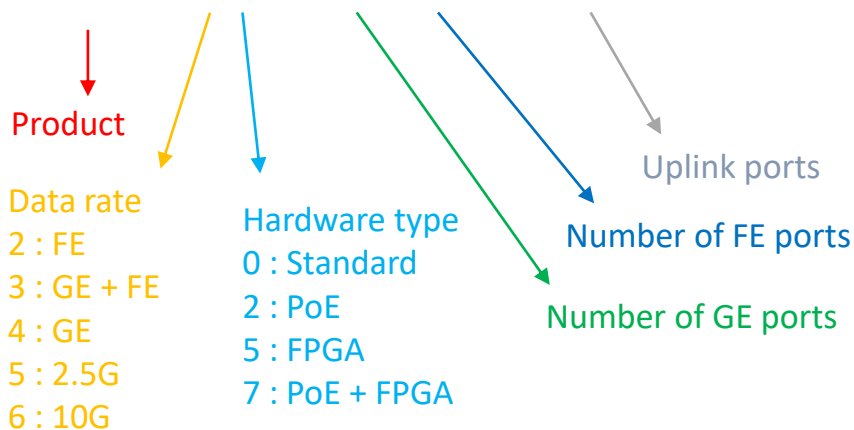 Product
Data rate
2 : FE
3 : GE + FE
4 : GE
5 : 2.5G
6 : 10G
Hardware type
0 : Standard
2 : PoE
5 : FPGA
7 : PoE + FPGA
Uplink ports
Number of FE ports
Number of GE ports